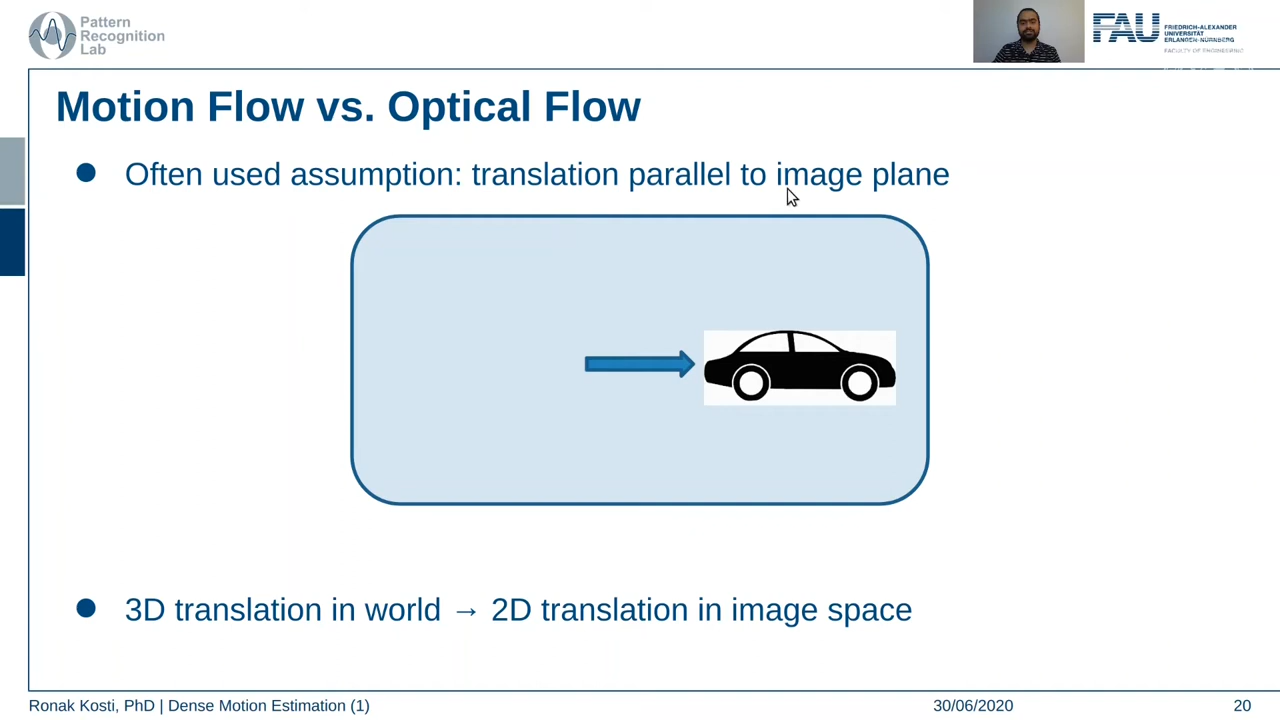 Pattern
Recognition
Lab
FAU
FRIEDRICH-ALEXANDER
UNIVERSITÄT
ERLANGEN-NÜRNBERG
FACULTY OF ENGINEERING
Motion Flow vs. Optical Flow
● Often used assumption: translation parallel to image plane
● 3D translation in world → 2D translation in image space
Ronak Kosti, PhD | Dense Motion Estimation (1)
30/06/2020
20